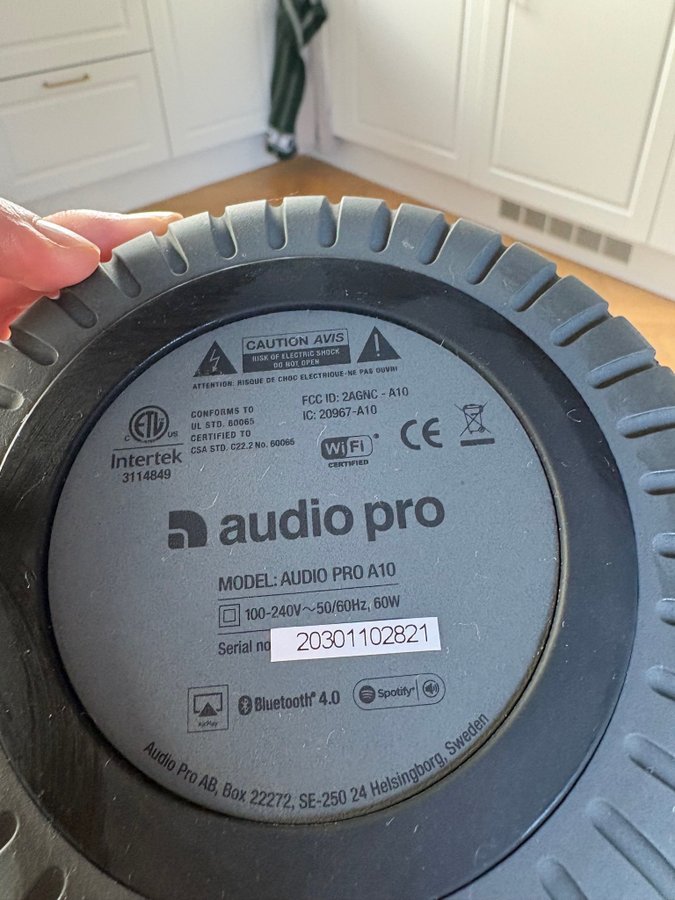 CAUTION AVIS
RISK OF ELECTRIC SHOCK
DO NOT OPEN
ATTENTION: RISQUE DE CHOC ELECTRIQUE-NE PAS OUVRI
CONFORMS TO
UL STD. 60065
CERTIFIED TO
CSA STD. C22.2 No. 60065
C ETL US
Intertek
3114849
FCC ID: 2AGNC - A10
IC: 20967-A10
WiFi
CERTIFIED
CE
audio pro
MODEL: AUDIO PRO A10
100-240V～50/60Hz, 60W
Serial no 20301102821
AirPlay
Bluetooth® 4.0
Spotify®
Audio Pro AB, Box 22272, SE-250 24 Helsingborg, Sweden